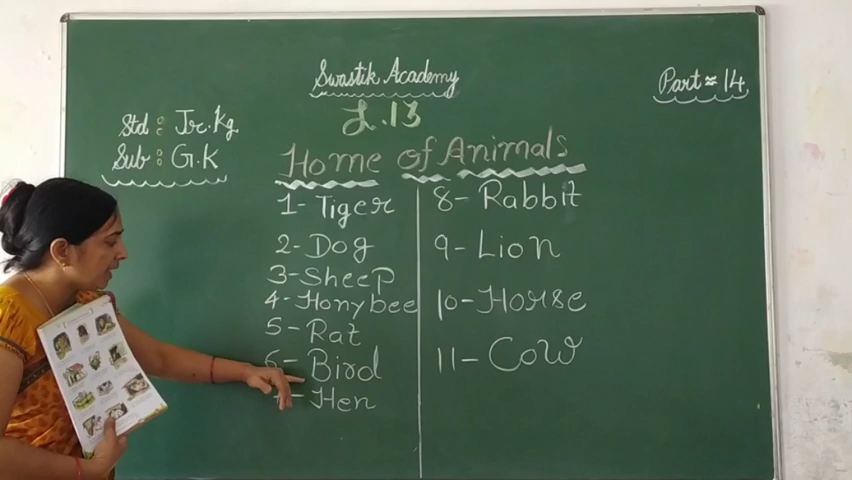 Swastik Academy
Part = 14
L.13
Std : Jr.kg
Sub : G.K
Home of Animals
1- Tiger
2- Dog
3- Sheep
4- Honybee
5- Rat
6- Bird
7- Hen
8- Rabbit
9- Lion
10- Horse
11- Cow